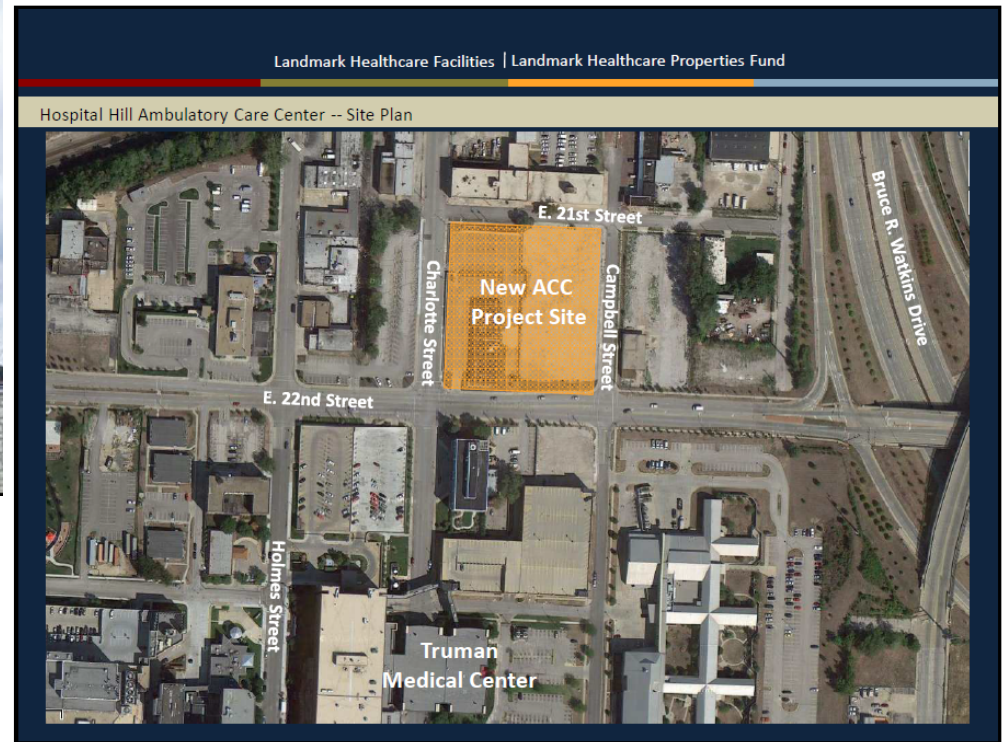 Landmark Healthcare Facilities | Landmark Healthcare Properties Fund
Hospital Hill Ambulatory Care Center -- Site Plan
E. 21st Street
Bruce R. Watkins Drive
Charlotte Street
New ACC
Project Site
Campbell Street
E. 22nd Street
Holmes Street
Truman
Medical Center